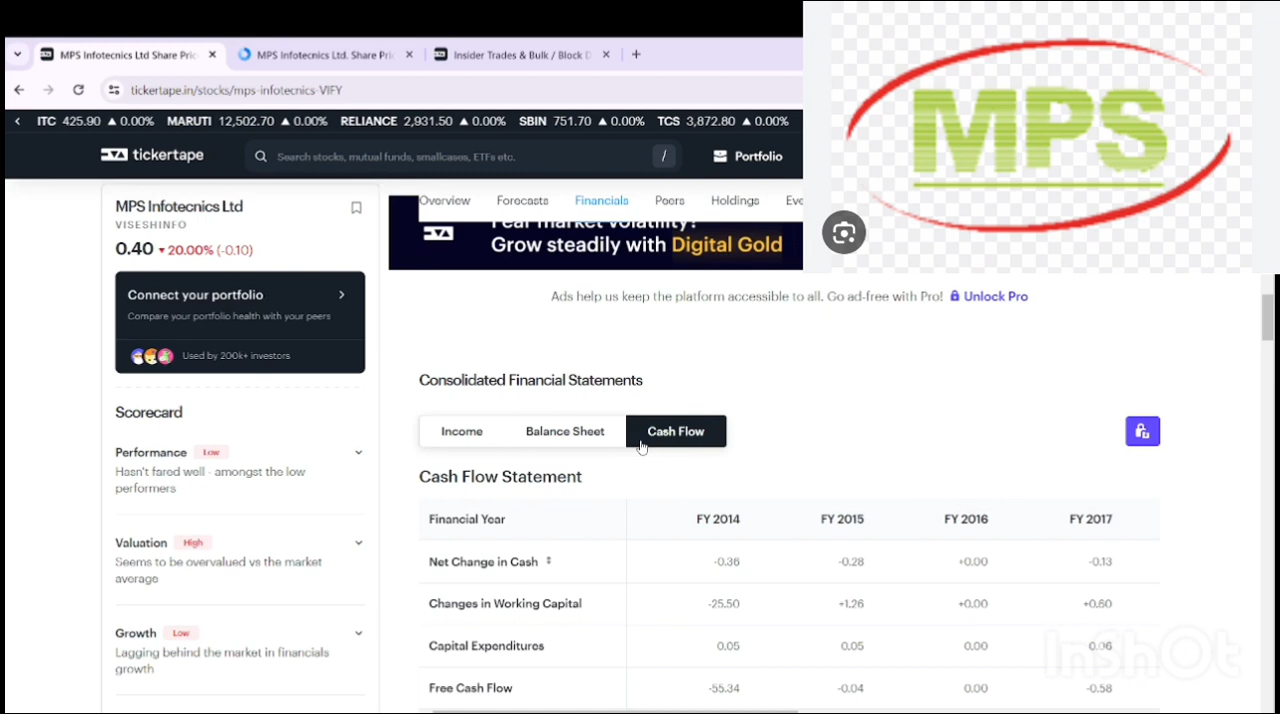 MPS Infotecnics Ltd Share Pric
MPS Infotecnics Ltd. Share Pri
Insider Trades & Bulk / Block D
tickertape.in/stocks/mps-infotecnics-VIFY
ITC 425.90 ▲ 0.00% MARUTI 12,502.70 ▲ 0.00% RELIANCE 2,931.50 ▲ 0.00% SBIN 751.70 ▲ 0.00% TCS 3,872.80 ▲ 0.00%
tickertape
Search stocks, mutual funds, smallcases, ETFs etc.
/
Portfolio
MPS
MPS Infotecnics Ltd
VISESHINFO
0.40 ▼ 20.00% (-0.10)
Connect your portfolio
Compare your portfolio health with your peers
Used by 200k+ investors
Scorecard
Performance Low
Hasn't fared well - amongst the low
performers
Valuation High
Seems to be overvalued vs the market
average
Growth Low
Lagging behind the market in financials
growth
Overview Forecasts Financials Peers Holdings Eve
Fear market volatility?
Grow steadily with Digital Gold
Ads help us keep the platform accessible to all. Go ad-free with Pro! Unlock Pro
Consolidated Financial Statements
Income Balance Sheet Cash Flow
Cash Flow Statement
Financial Year FY 2014 FY 2015 FY 2016 FY 2017
Net Change in Cash -0.36 -0.28 +0.00 -0.13
Changes in Working Capital -25.50 +1.26 +0.00 +0.60
Capital Expenditures 0.05 0.05 0.00 0.06
Free Cash Flow -55.34 -0.04 0.00 -0.58
InShOt